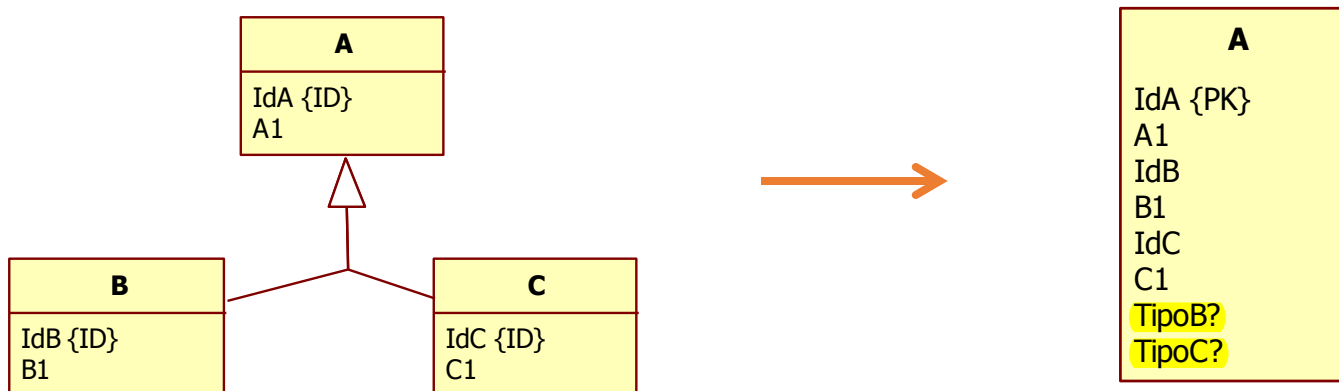 A
IdA {ID}
A1
B
IdB {ID}
B1
C
IdC {ID}
C1
A
IdA {PK}
A1
IdB
B1
IdC
C1
TipoB?
TipoC?